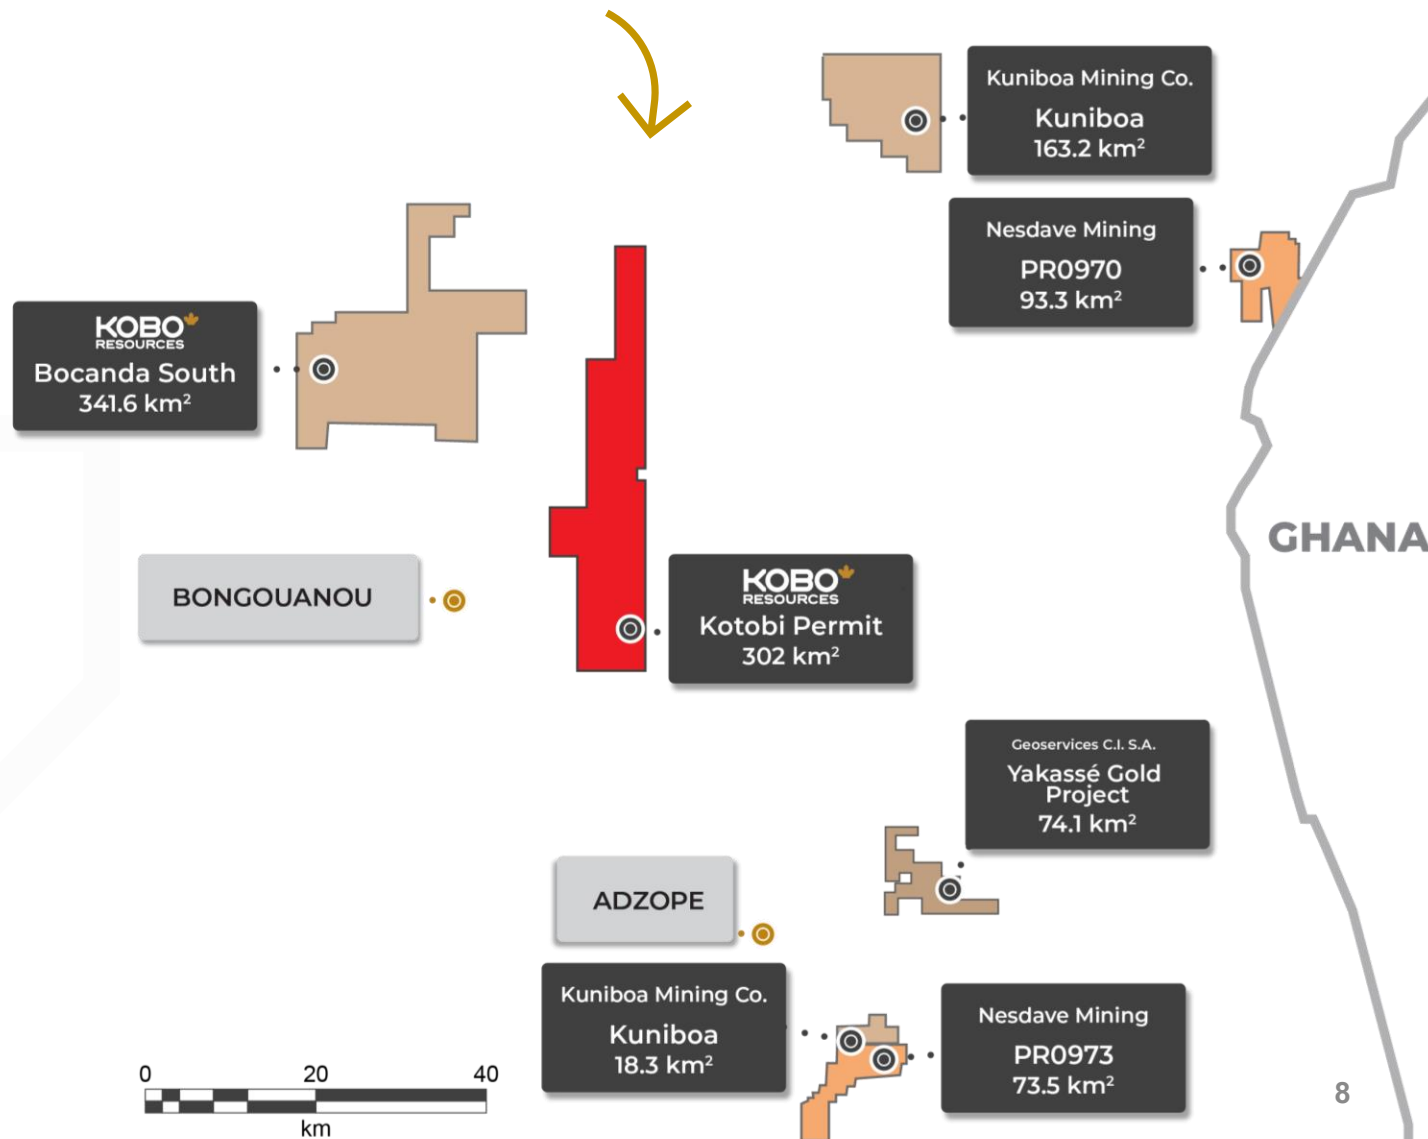 Kuniboa Mining Co.
Kuniboa
163.2 km²
Nesdave Mining
PR0970
93.3 km²
KOBO
RESOURCES
Bocanda South
341.6 km²
GHANA
BONGOUANOU
KOBO
RESOURCES
Kotobi Permit
302 km²
Geoservices C.I. S.A.
Yakassé Gold
Project
74.1 km²
ADZOPE
Kuniboa Mining Co.
Kuniboa
18.3 km²
Nesdave Mining
PR0973
73.5 km²
0 20 40
km
8